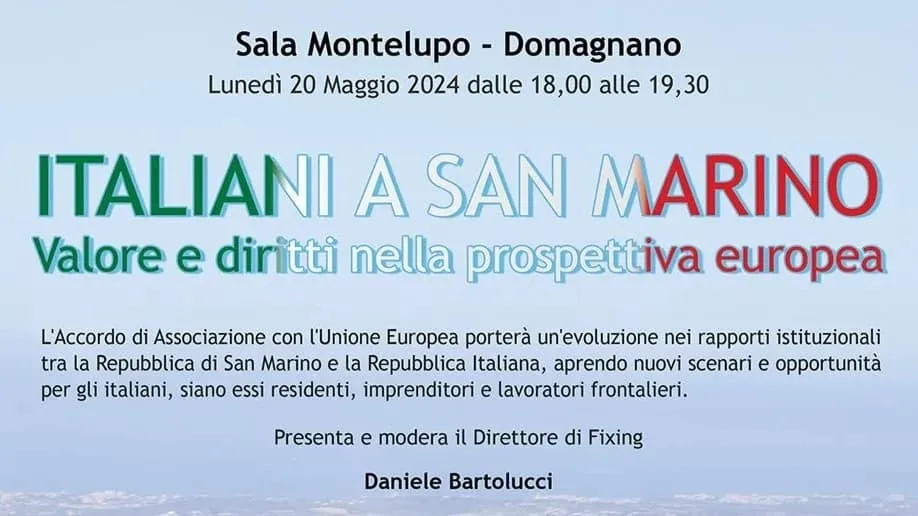 Sala Montelupo - Domagnano
Lunedì 20 Maggio 2024 dalle 18,00 alle 19,30
ITALIANI A SAN MARINO
Valore e diritti nella prospettiva europea
L'Accordo di Associazione con l'Unione Europea porterà un'evoluzione nei rapporti istituzionali
tra la Repubblica di San Marino e la Repubblica Italiana, aprendo nuovi scenari e opportunità
per gli italiani, siano essi residenti, imprenditori e lavoratori frontalieri.
Presenta e modera il Direttore di Fixing
Daniele Bartolucci